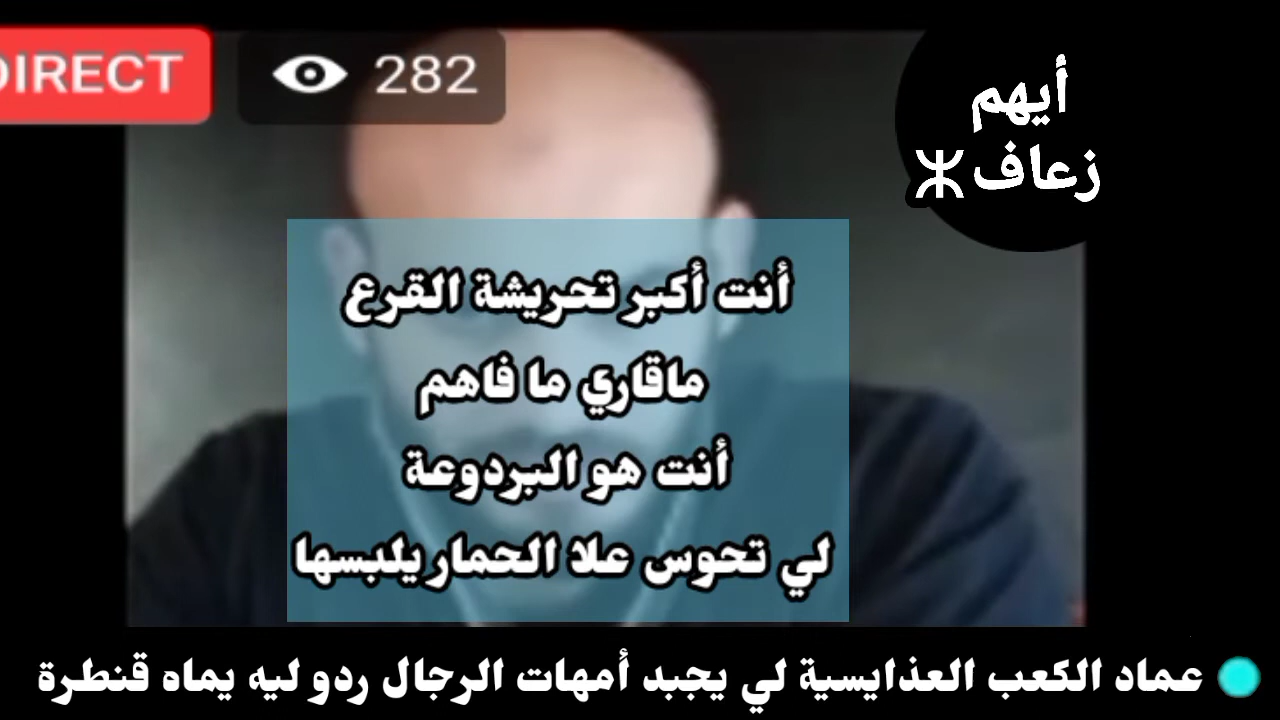 DIRECT
282
أيهم
زعاف ⵣ
أنت أكبر تحريشة القرع
ماقاري ما فاهم
أنت هو البردوعة
لي تحوس علا الحمار يلبسها
عماد الكعب العذايسية لي يجبد أمهات الرجال ردو ليه يماه قنطرة